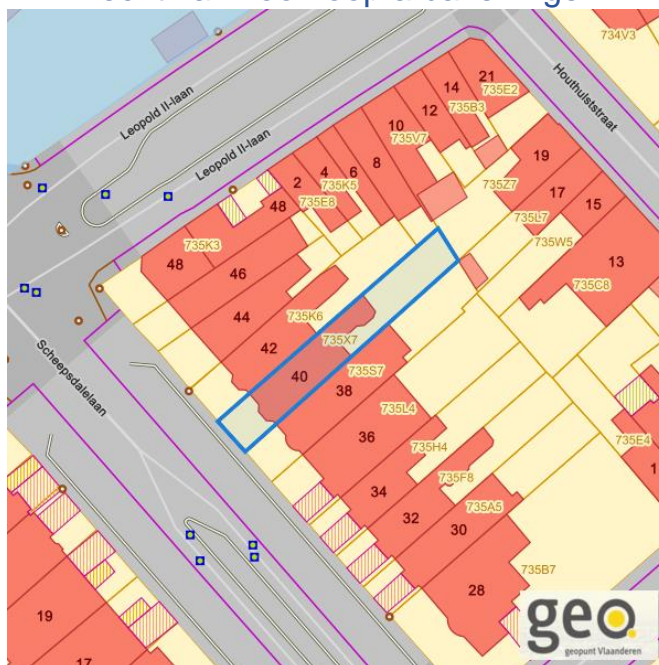 Leopold II-laan
Leopold II-laan
Houthulststraat
Scheepsdalelaan
734V3
21
735E2
14
735B3
12
10
735V7
8
6
4
735K5
2
735E8
48
735K3
48
46
44
735K6
42
735X7
40
38
735S7
36
735L4
735H4
34
735F8
32
735A5
30
28
735B7
19
735Z7
17
15
735L7
735W5
13
735C8
735E4
19
17
geo.
geopunt Vlaanderen